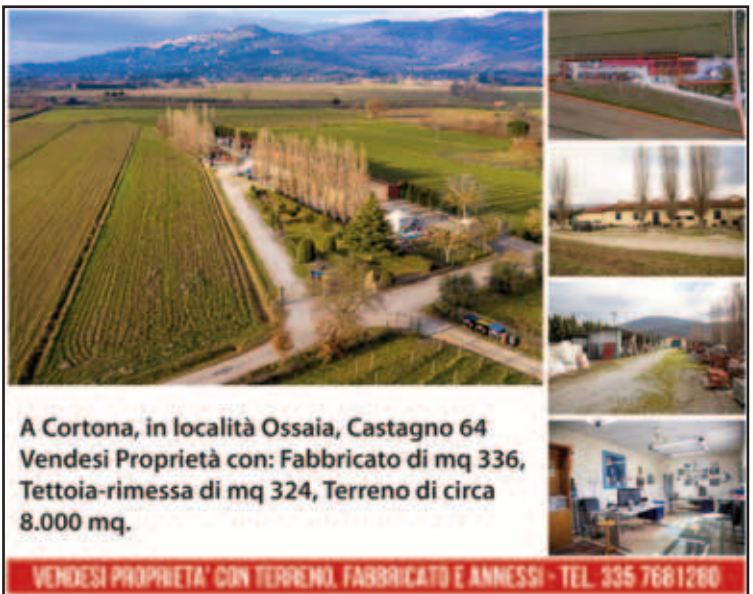 A Cortona, in località Ossaia, Castagno 64
Vendesi Proprietà con: Fabbricato di mq 336,
Tettoia-rimessa di mq 324, Terreno di circa
8.000 mq.
VENDESI PROPRIETA' CON TERRENO, FABBRICATO E ANNESSI - TEL. 335 7681280